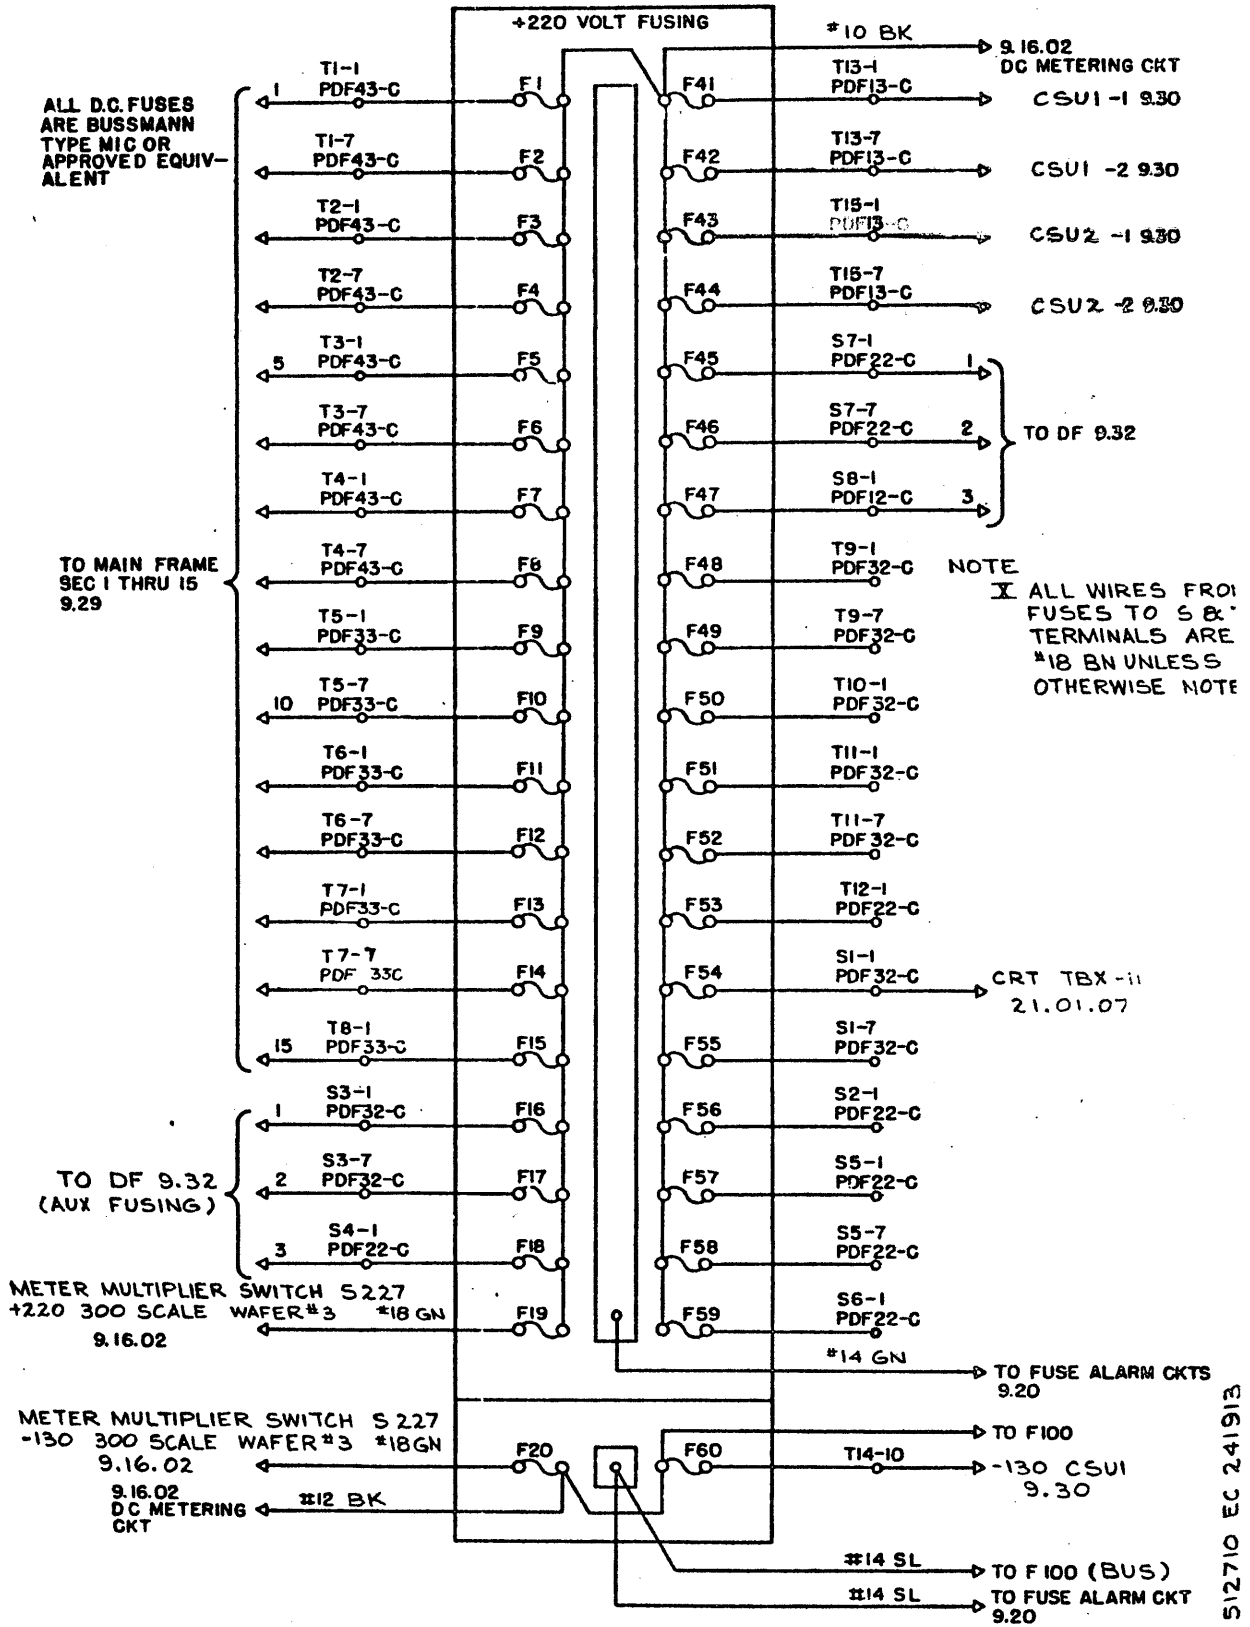 +220 VOLT FUSING
#10 BK
9.16.02
DC METERING CKT
ALL D.C. FUSES
ARE BUSSMANN
TYPE MIC OR
APPROVED EQUIV-
ALENT
1
T1-1
PDF43-C
F1
F41
T13-1
PDF13-C
CSU1-1 9.30
T1-7
PDF43-C
F2
F42
T13-7
PDF13-C
CSU1 -2 9.30
T2-1
PDF43-C
F3
F43
T15-1
PDF13-C
CSU2 -1 9.30
T2-7
PDF43-C
F4
F44
T15-7
PDF13-C
CSU2 -2 9.30
5
T3-1
PDF43-C
F5
F45
S7-1
PDF22-C
1
T3-7
PDF43-C
F6
F46
S7-7
PDF22-C
2
TO DF 9.32
T4-1
PDF43-C
F7
F47
S8-1
PDF12-C
3
TO MAIN FRAME
SEC 1 THRU 15
9.29
T4-7
PDF43-C
F8
F48
T9-1
PDF32-C
NOTE
X ALL WIRES FRO
FUSES TO S &
TERMINALS ARE
#18 BN UNLESS
OTHERWISE NOTE
T5-1
PDF33-C
F9
F49
T9-7
PDF32-C
10
T5-7
PDF33-C
F10
F50
T10-1
PDF32-C
T6-1
PDF33-C
F11
F51
T11-1
PDF32-C
T6-7
PDF33-C
F12
F52
T11-7
PDF32-C
T7-1
PDF33-C
F13
F53
T12-1
PDF22-C
T7-7
PDF 33C
F14
F54
S1-1
PDF32-C
CRT TBX-11
21.01.07
15
T8-1
PDF33-C
F15
F55
S1-7
PDF32-C
1
S3-1
PDF32-C
F16
F56
S2-1
PDF22-C
TO DF 9.32
(AUX FUSING)
2
S3-7
PDF32-C
F17
F57
S5-1
PDF22-C
3
S4-1
PDF22-C
F18
F58
S5-7
PDF22-C
METER MULTIPLIER SWITCH S227
+220 300 SCALE WAFER #3 #18 GN
9.16.02
F19
F59
S6-1
PDF22-C
#14 GN
TO FUSE ALARM CKTS
9.20
METER MULTIPLIER SWITCH S 227
-130 300 SCALE WAFER #3 #18 GN
9.16.02
F20
F60
TO F100
T14-10
-130 CSU1
9.30
9.16.02
DC METERING
CKT
#12 BK
#14 SL
TO F 100 (BUS)
#14 SL
TO FUSE ALARM CKT
9.20
512710 EC 241913